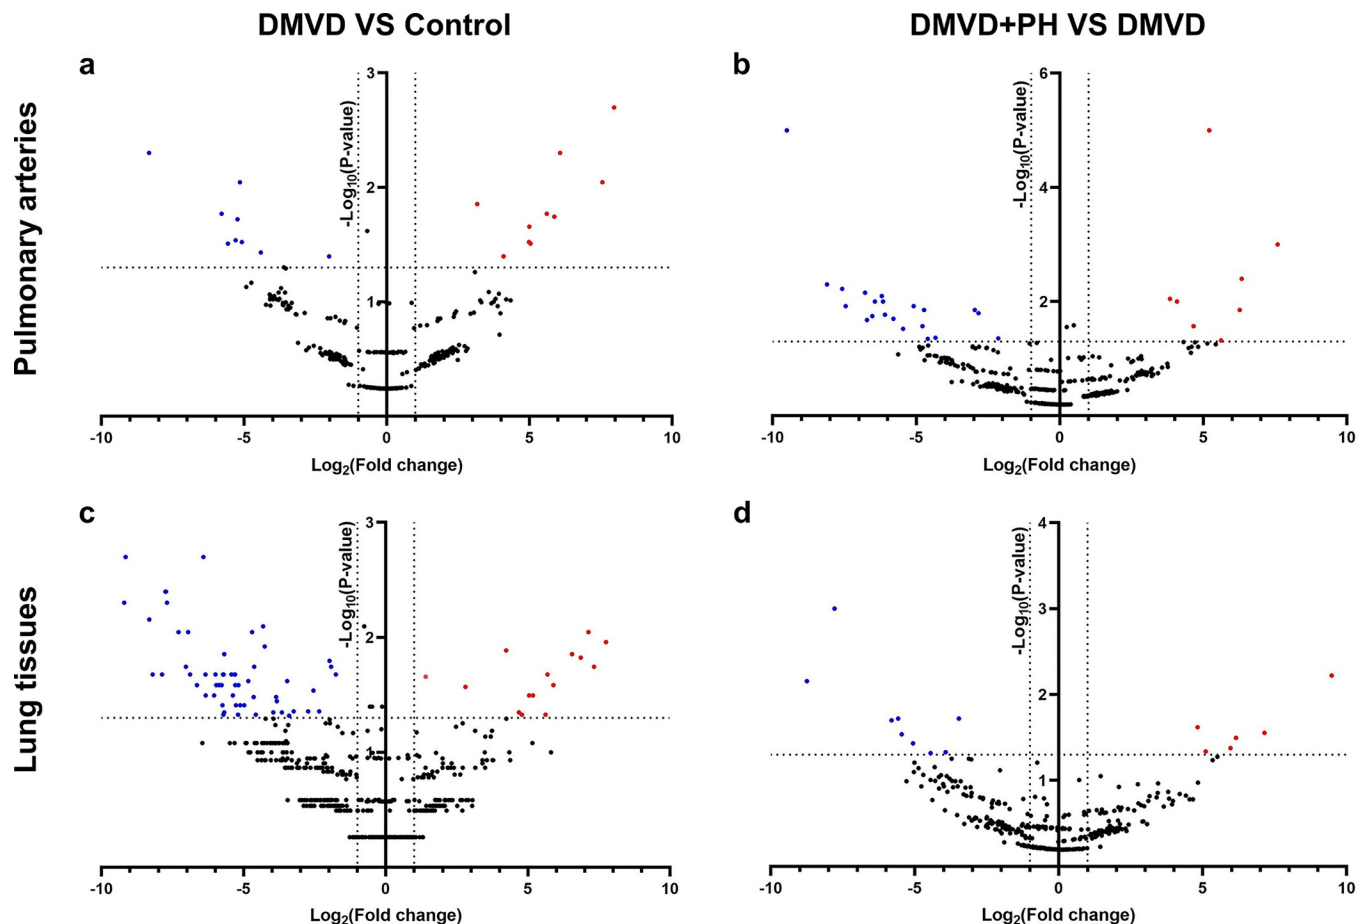 DMVD VS Control
DMVD+PH VS DMVD
Pulmonary arteries
Lung tissues
a
3
2
1
-Log10(P-value)
-10
-5
0
5
10
Log2(Fold change)
b
6
4
2
-Log10(P-value)
-10
-5
0
5
10
Log2(Fold change)
c
3
2
1
-Log10(P-value)
-10
-5
0
5
10
Log2(Fold change)
d
4
3
2
1
-Log10(P-value)
-10
-5
0
5
10
Log2(Fold change)